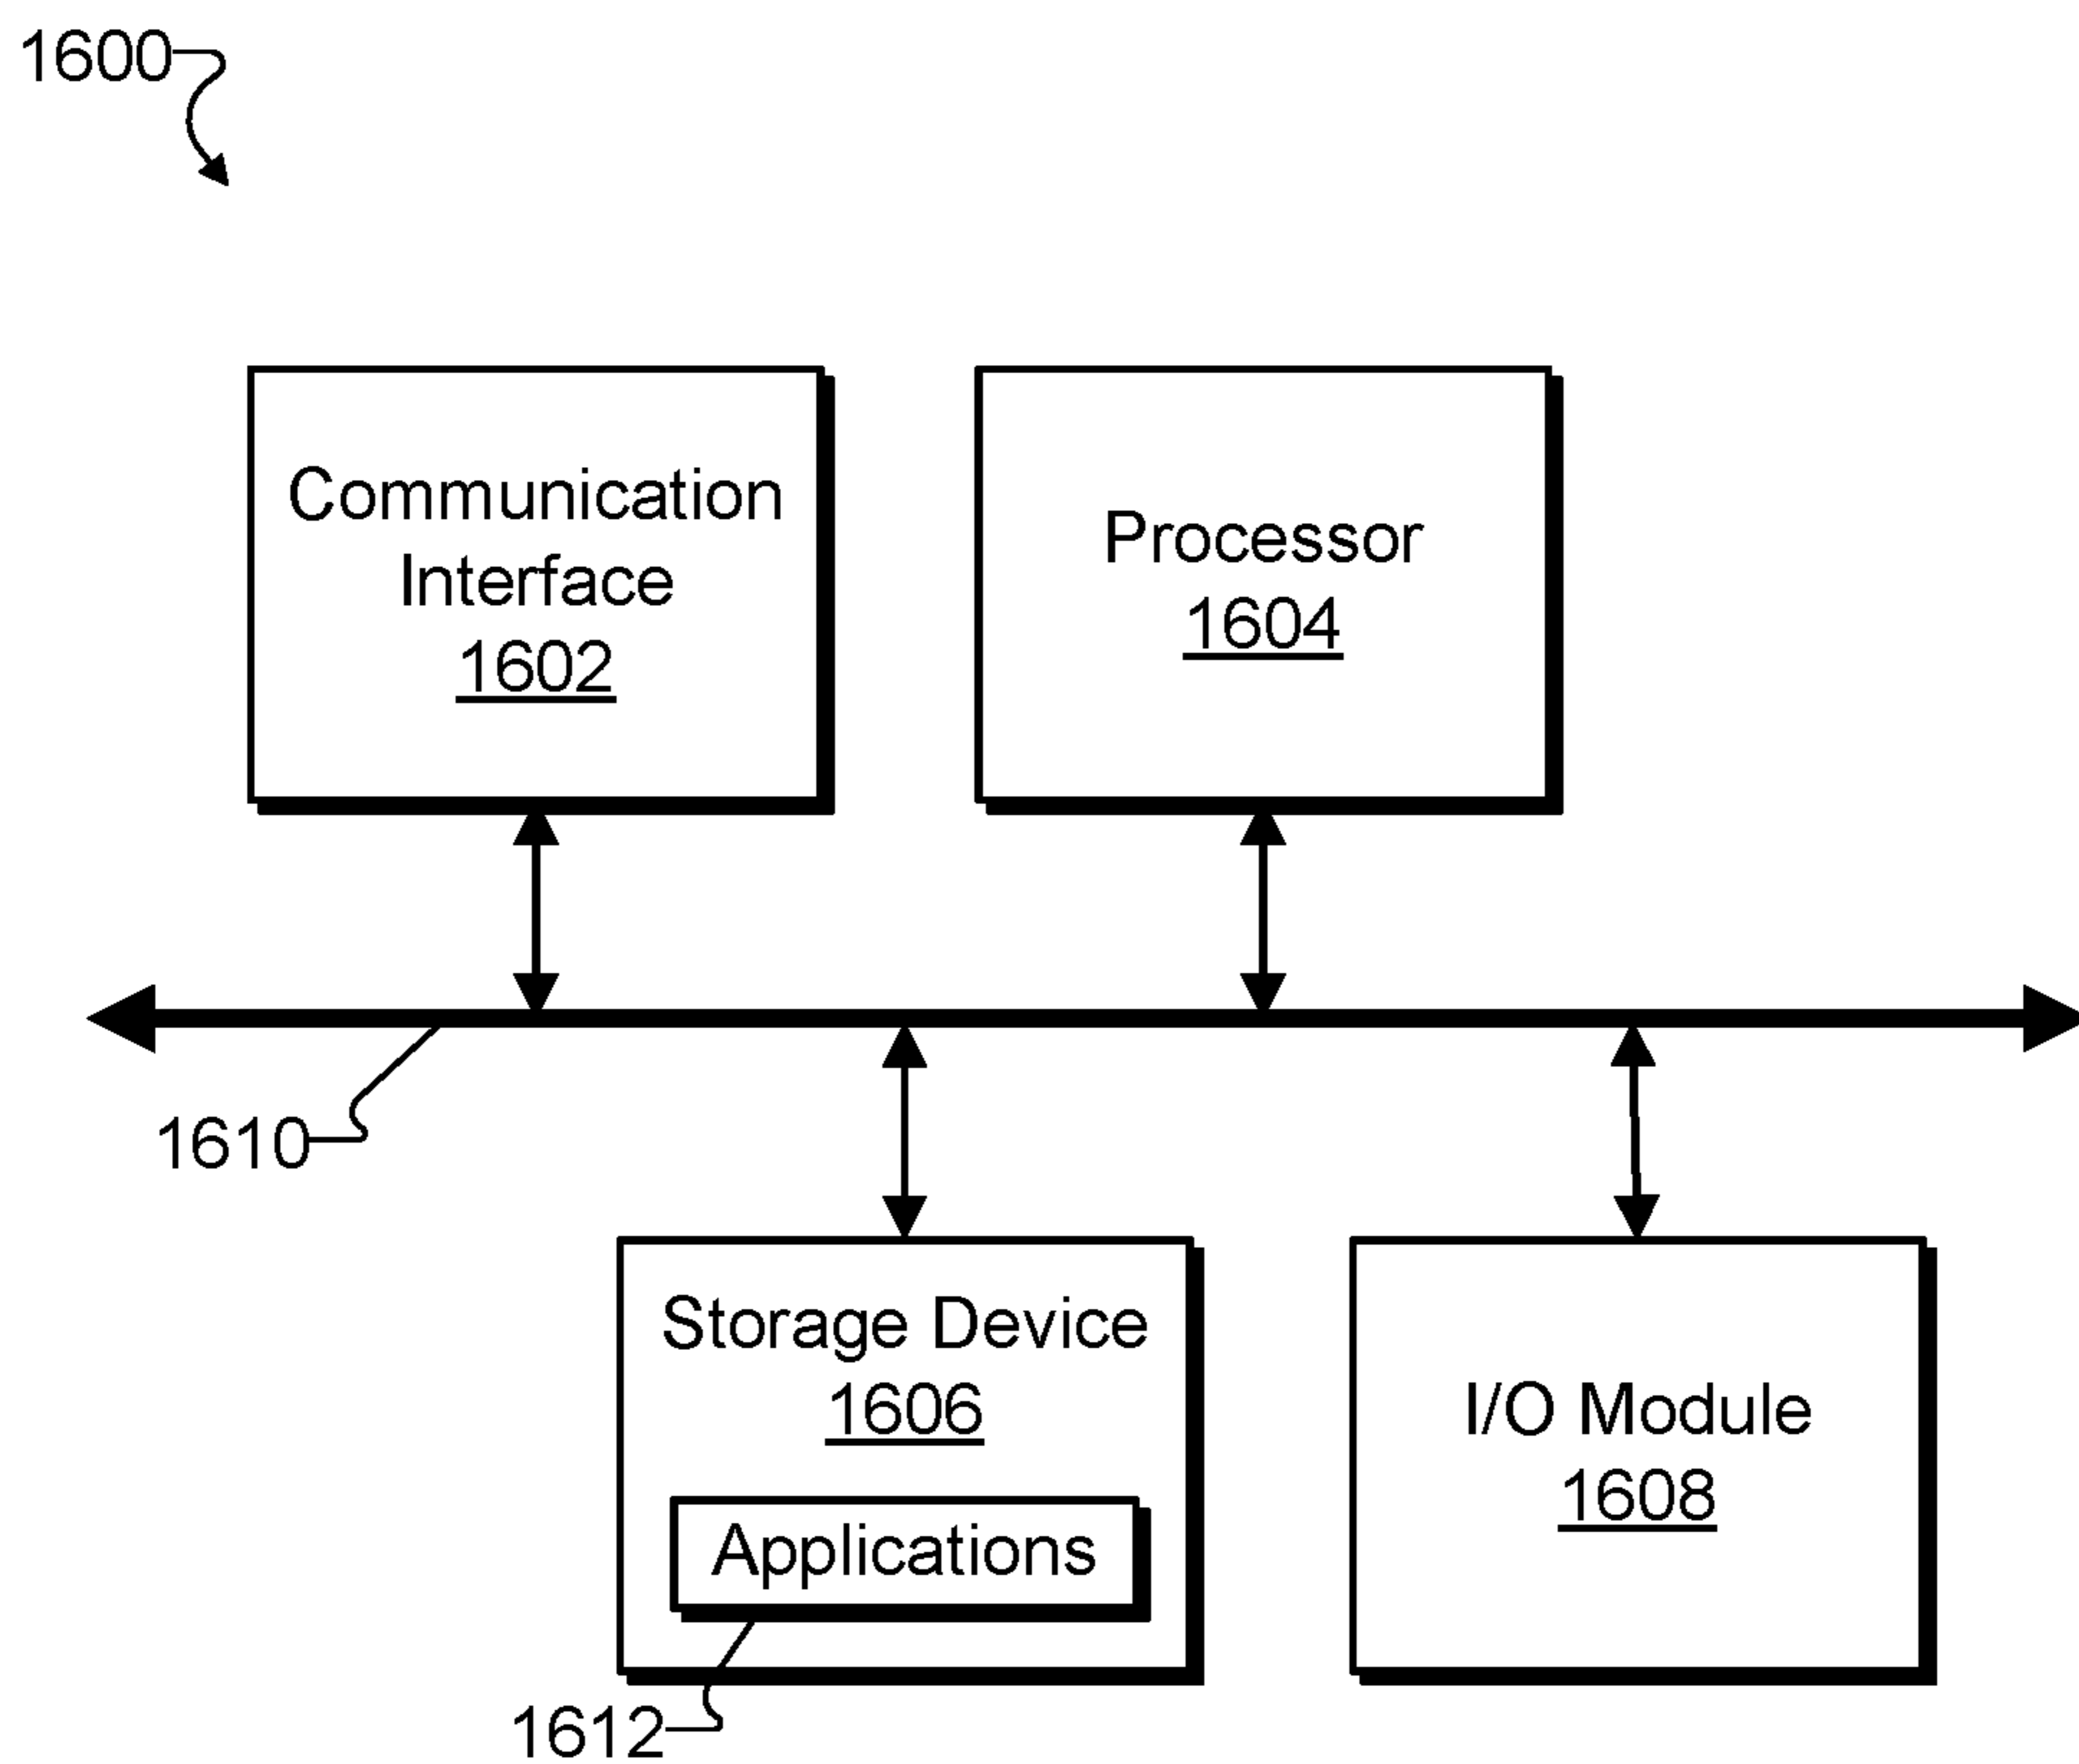 1600
Communication
Interface
1602
Processor
1604
1610
Storage Device
1606
Applications
1612
I/O Module
1608